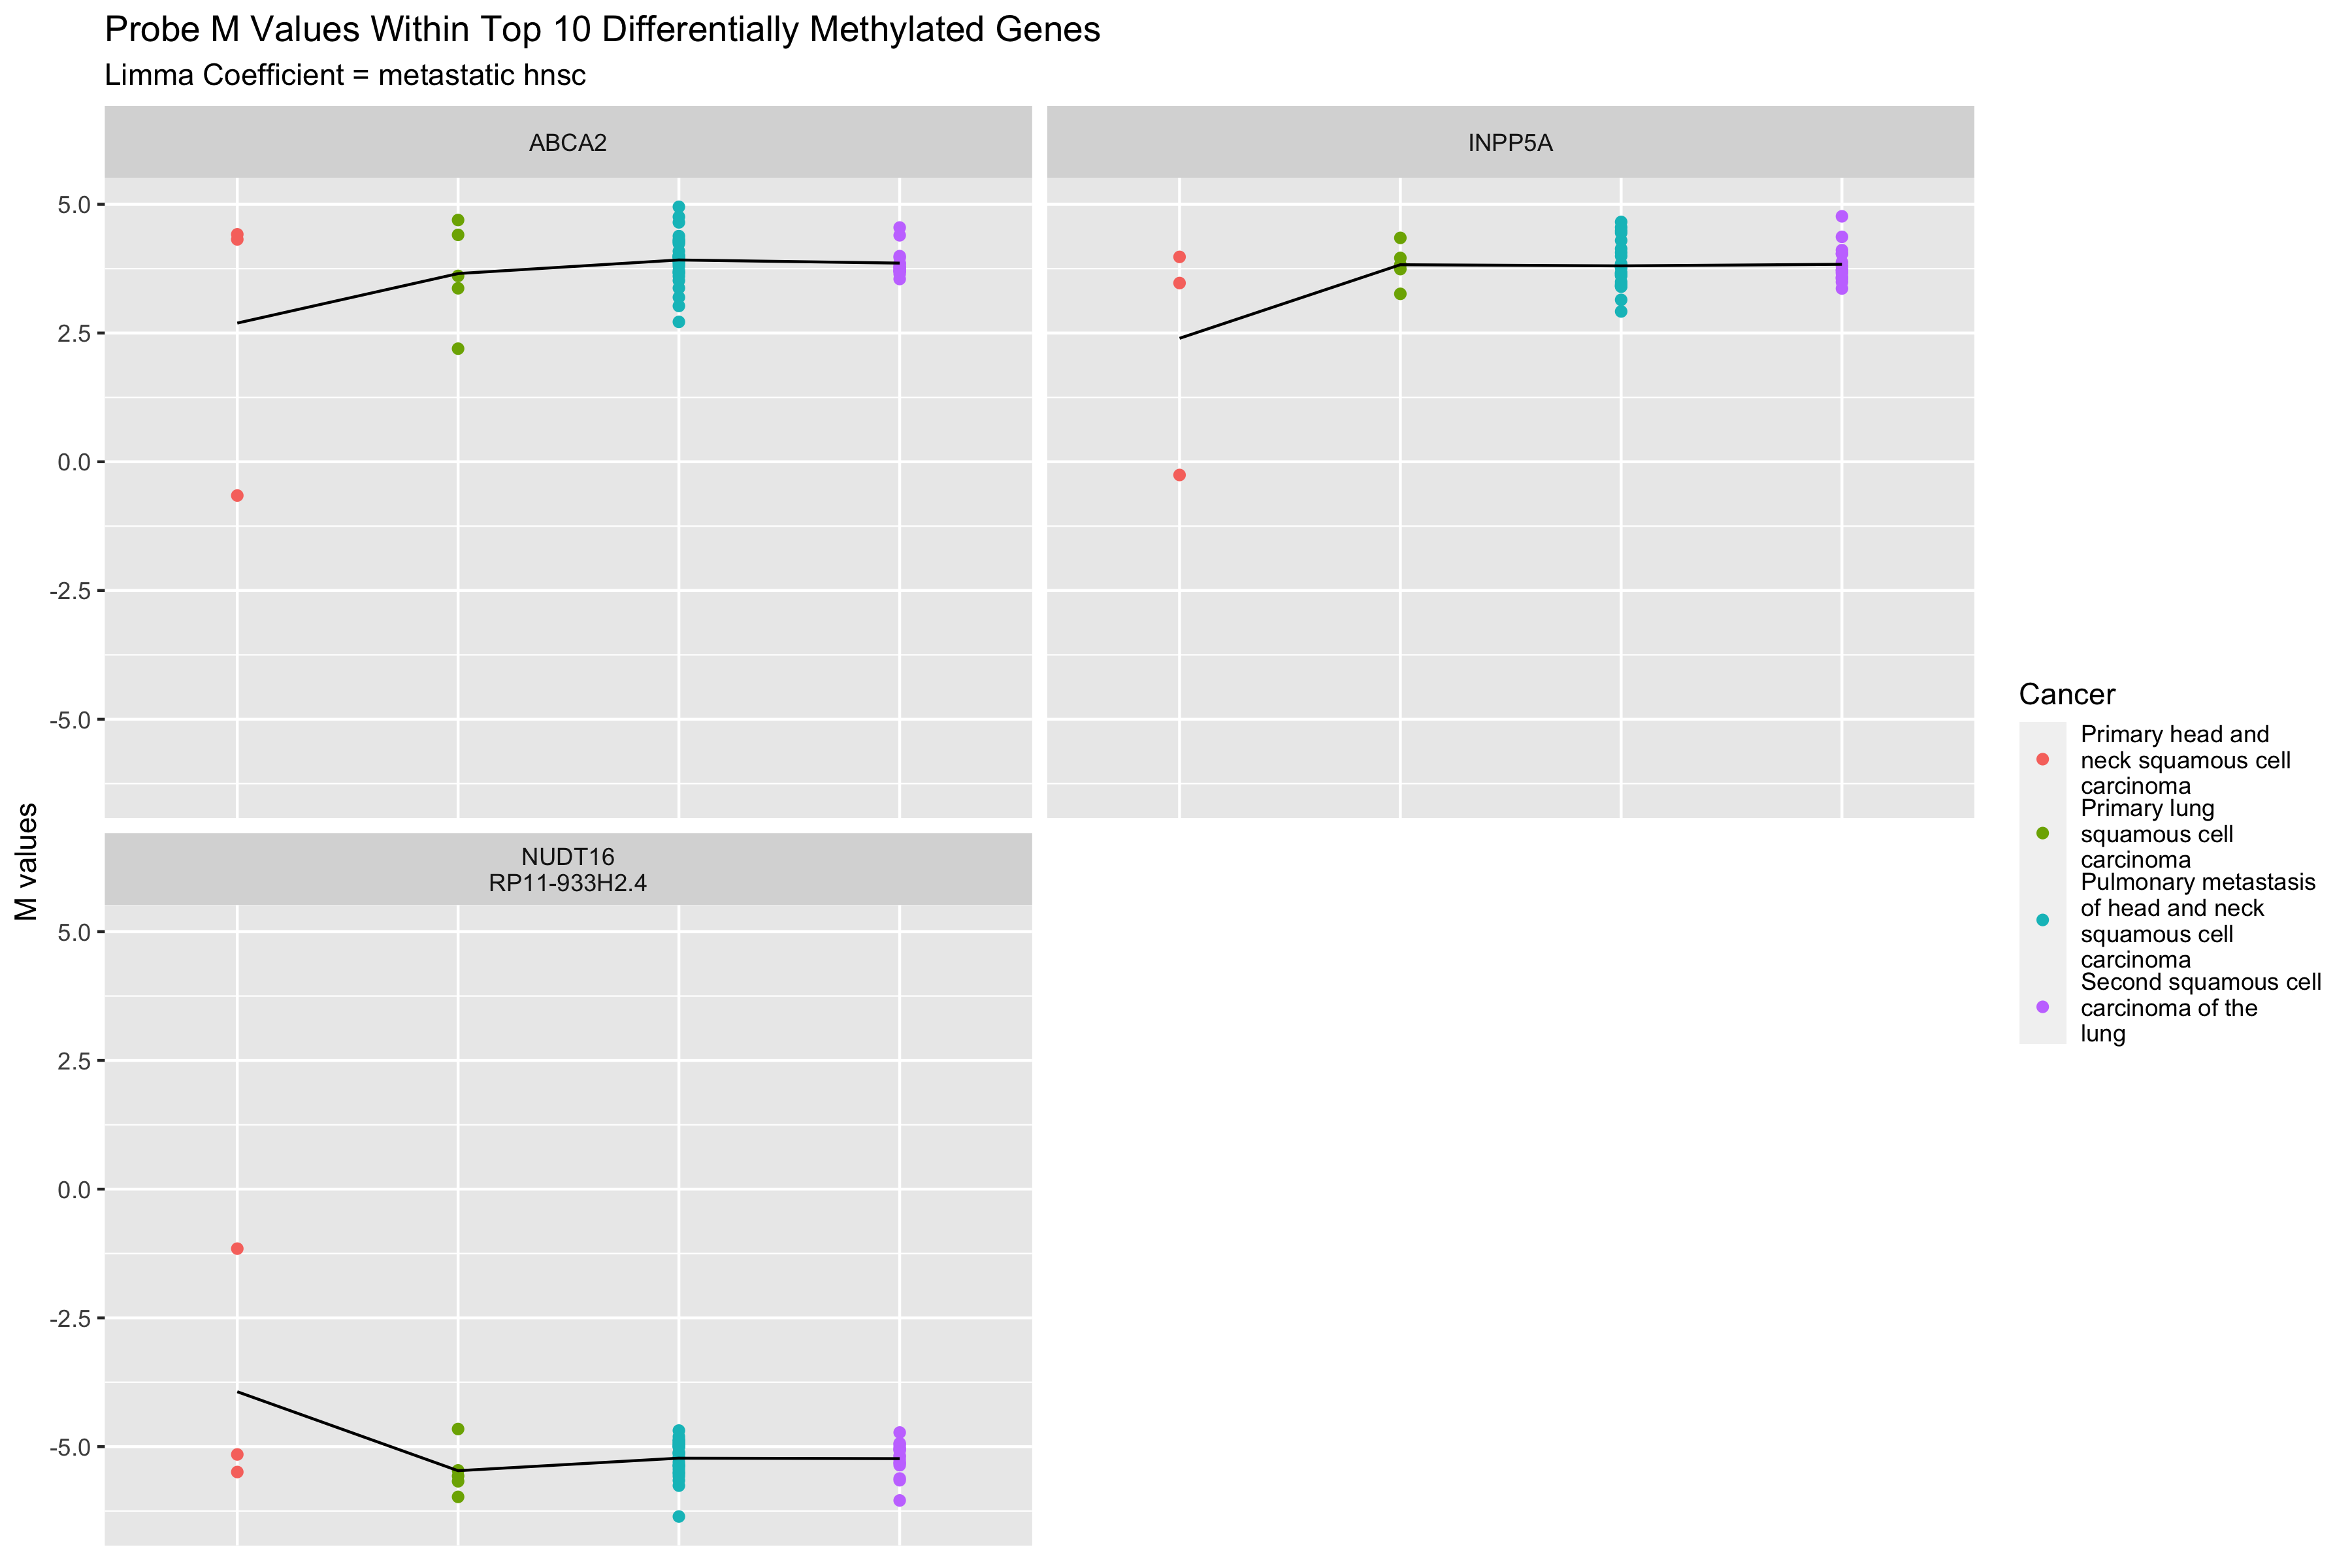 Probe M Values Within Top 10 Differentially Methylated Genes
Limma Coefficient = metastatic hnsc
ABCA2
INPP5A
5.0
2.5
0.0
-2.5
-5.0
NUDT16
RP11-933H2.4
5.0
2.5
0.0
-2.5
-5.0
M values
Cancer
Primary head and
neck squamous cell
carcinoma
Primary lung
squamous cell
carcinoma
Pulmonary metastasis
of head and neck
squamous cell
carcinoma
Second squamous cell
carcinoma of the
lung